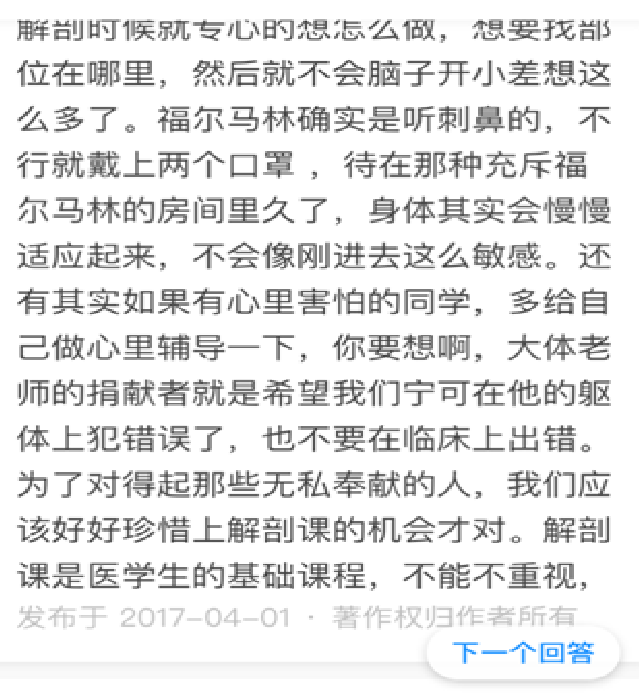 解剖时候就专心的想怎么做，想要找部
位在哪里，然后就不会脑子开小差想这
么多了。福尔马林确实是听刺鼻的，不
行就戴上两个口罩 ，待在那种充斥福
尔马林的房间里久了，身体其实会慢慢
适应起来，不会像刚进去这么敏感。还
有其实如果有心里害怕的同学，多给自
己做心里辅导一下，你要想啊，大体老
师的捐献者就是希望我们宁可在他的躯
体上犯错误了，也不要在临床上出错。
为了对得起那些无私奉献的人，我们应
该好好珍惜上解剖课的机会才对。解剖
课是医学生的基础课程，不能不重视，
发布于 2017-04-01 · 著作权归作者所有
下一个回答